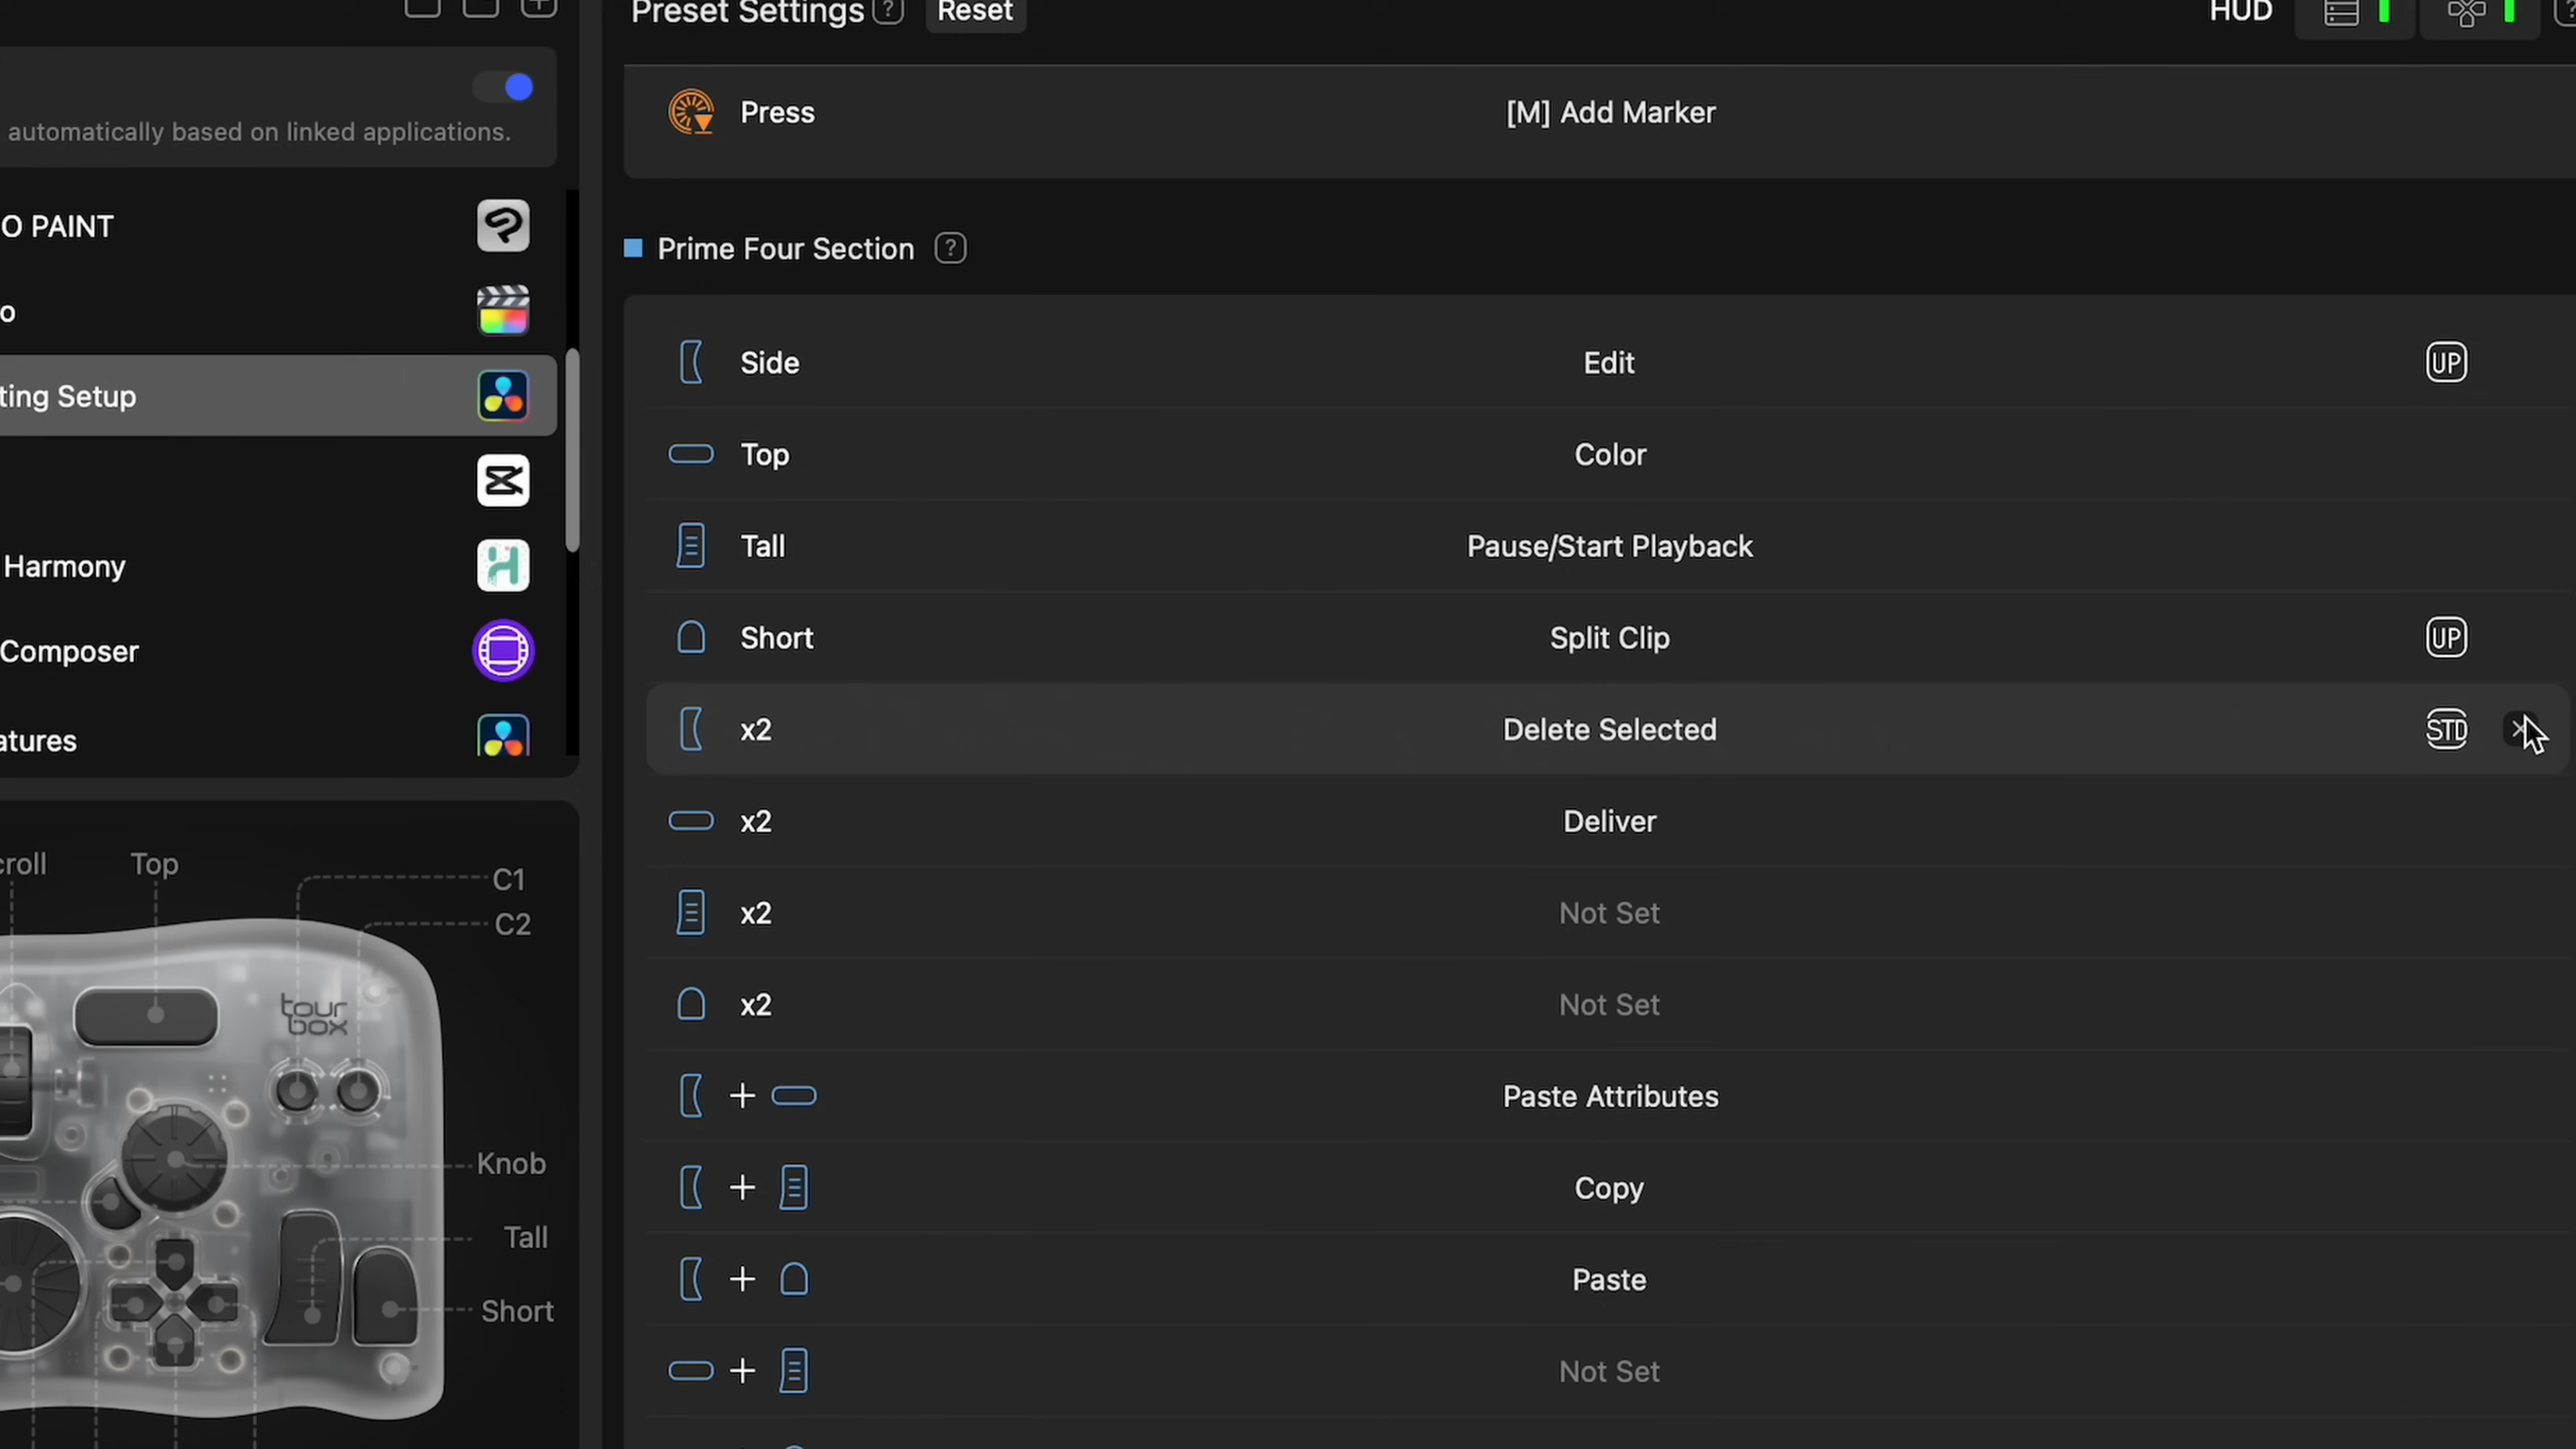 Preset Settings ?
Reset
HUD
automatically based on linked applications.
O PAINT
o
ting Setup
Harmony
Composer
atures
Press [M] Add Marker
Prime Four Section ?
Side Edit UP
Top Color
Tall Pause/Start Playback
Short Split Clip UP
x2 Delete Selected STD
x2 Deliver
x2 Not Set
x2 Not Set
+ Paste Attributes
+ Copy
+ Paste
+ Not Set
croll
Top
C1
C2
tour
box
Knob
Tall
Short